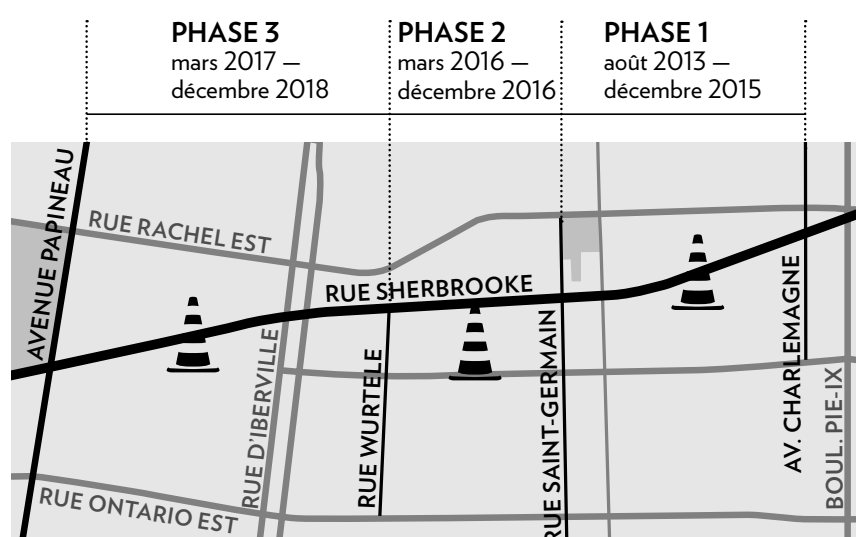 PHASE 3
mars 2017 —
décembre 2018
PHASE 2
mars 2016 —
décembre 2016
PHASE 1
août 2013 —
décembre 2015
AVENUE PAPINEAU
RUE RACHEL EST
RUE SHERBROOKE
RUE D'IBERVILLE
RUE WURTELE
RUE SAINT-GERMAIN
AV. CHARLEMAGNE
BOUL. PIE-IX
RUE ONTARIO EST